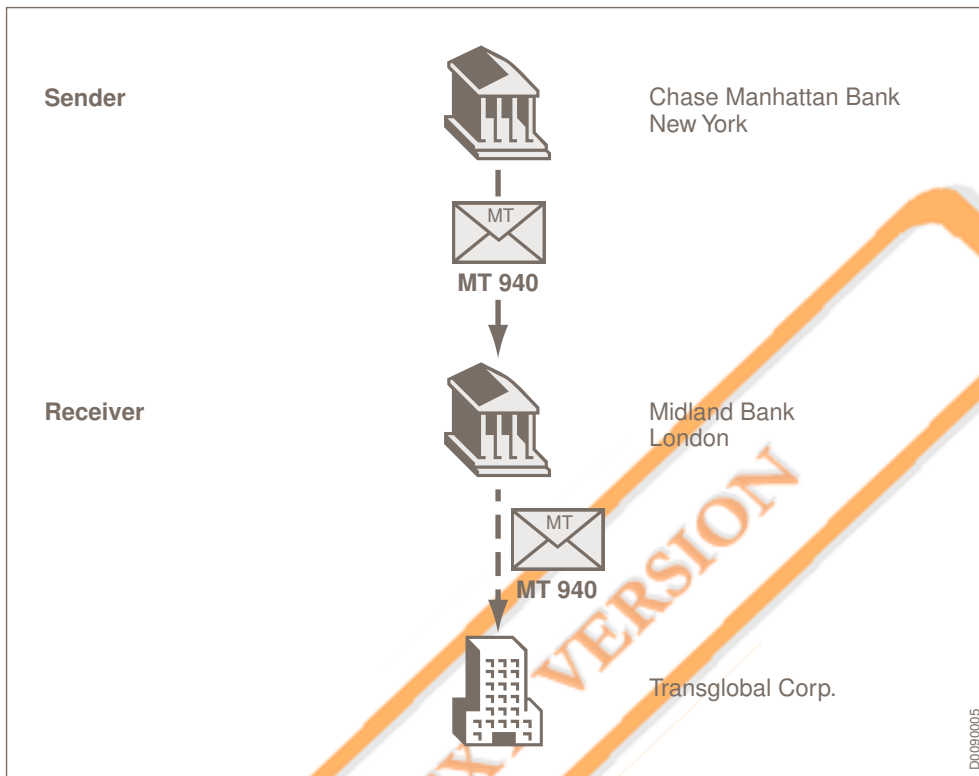 Sender
Chase Manhattan Bank
New York
MT
MT 940
Receiver
Midland Bank
London
MT
MT 940
Transglobal Corp.
VERSION
D0090005